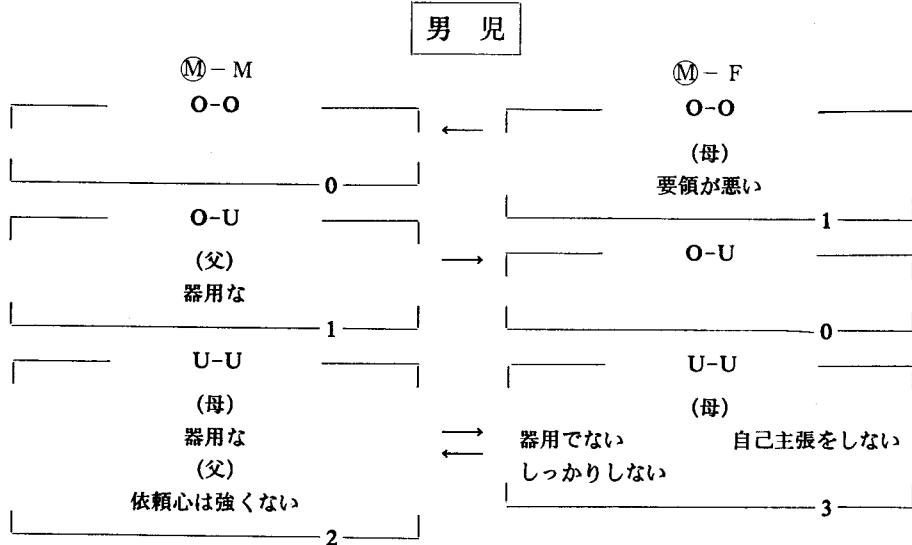 男 児
Ⓜ－M
O-O
0
O-U
(父)
器用な
1
U-U
(母)
器用な
(父)
依頼心は強くない
2
←
→
→
←
Ⓜ－F
O-O
(母)
要領が悪い
1
O-U
0
U-U
(母)
器用でない 自己主張をしない
しっかりしない
3